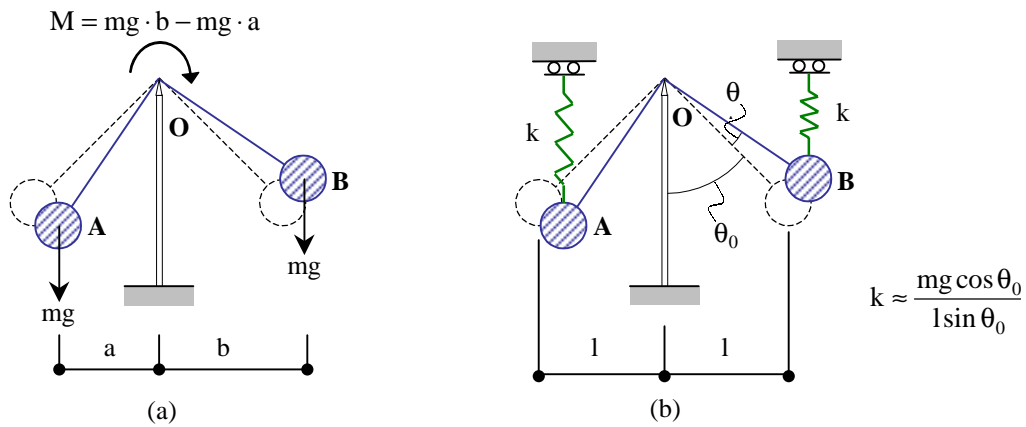 M = mg · b − mg · a
O
A
B
mg
mg
a
b
(a)
k
O
θ
k
A
B
θ₀
l
l
(b)
k ≈ mg cos θ₀ / l sin θ₀